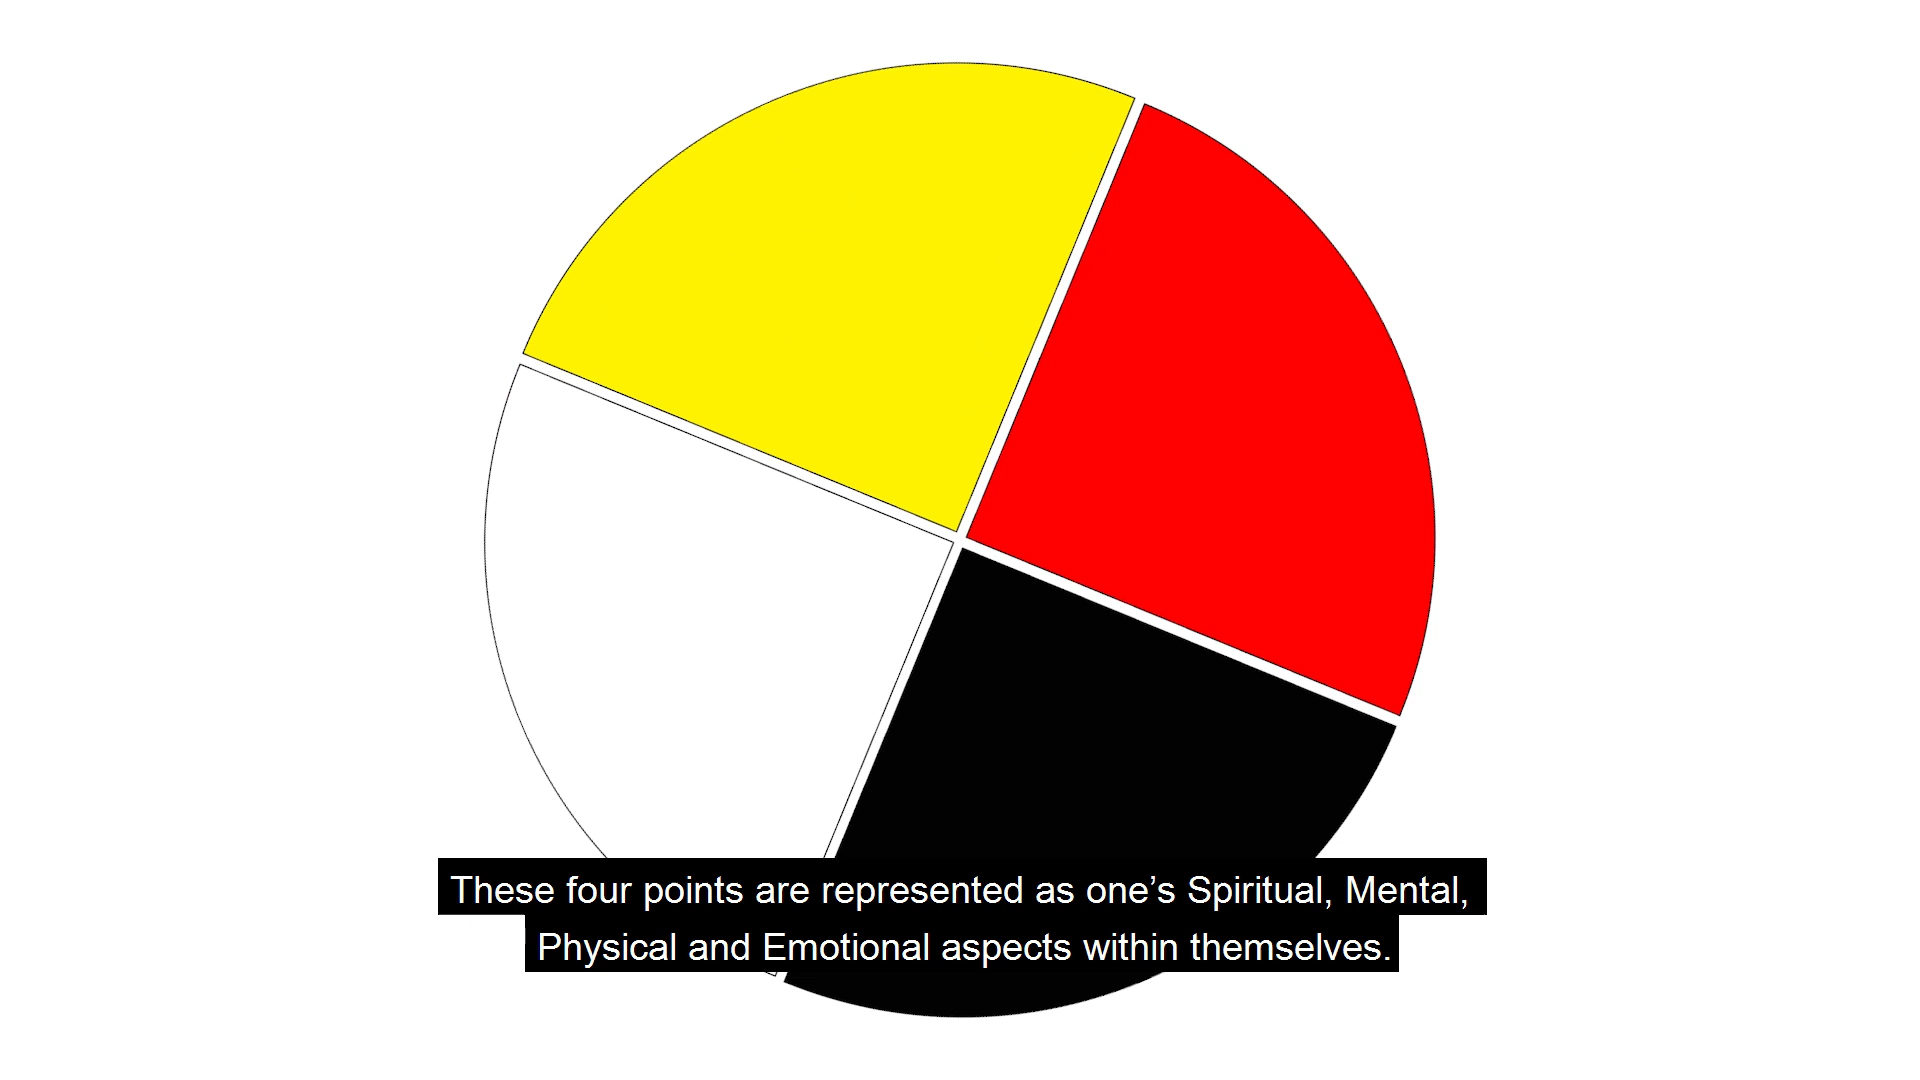 These four points are represented as one’s Spiritual, Mental,
Physical and Emotional aspects within themselves.